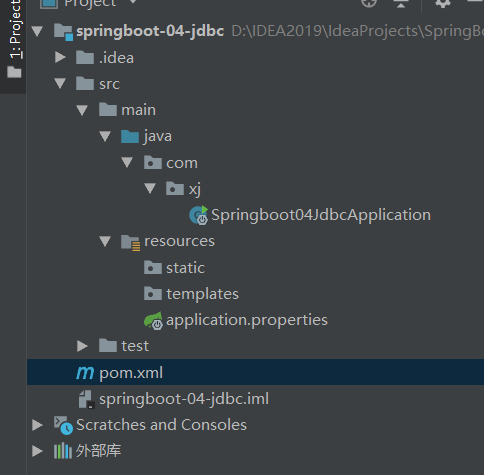 Project
1: Project
springboot-04-jdbc D:\IDEA2019\IdeaProjects\SpringBo
.idea
src
main
java
com
xj
Springboot04JdbcApplication
resources
static
templates
application.properties
test
pom.xml
springboot-04-jdbc.iml
Scratches and Consoles
外部库